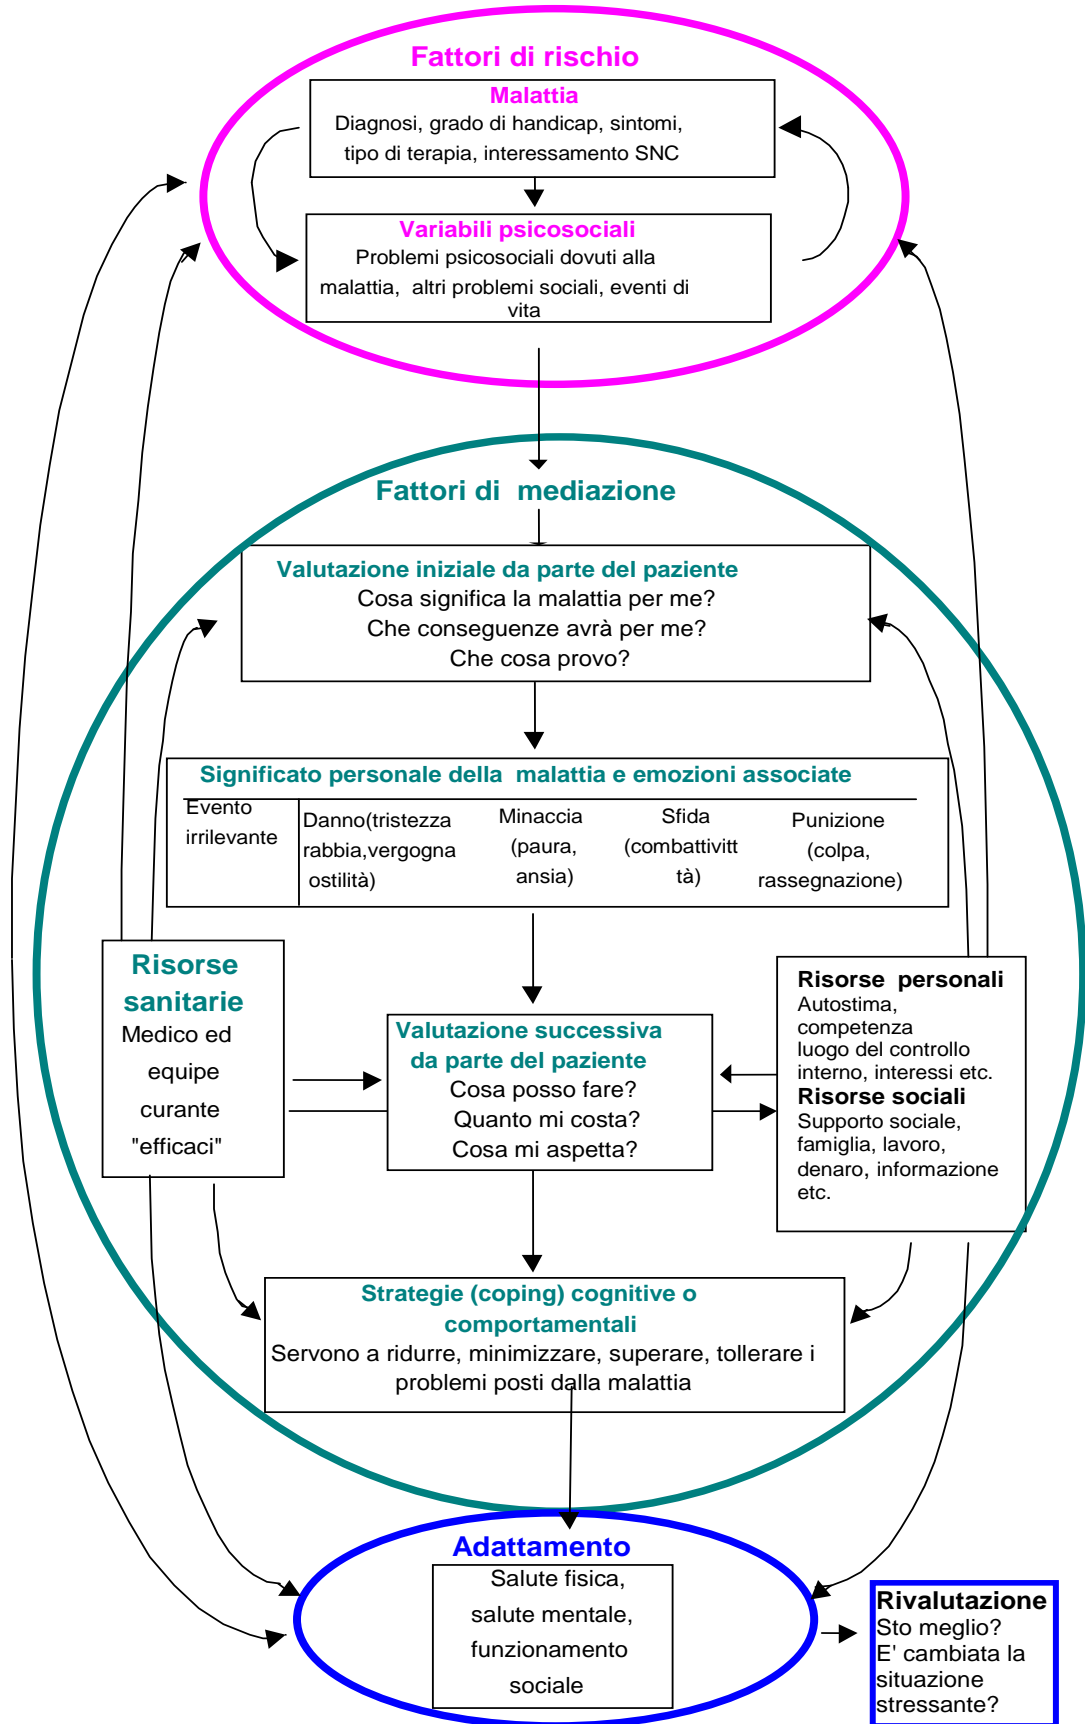 Fattori di rischio
Malattia
Diagnosi, grado di handicap, sintomi,
tipo di terapia, interessamento SNC
Variabili psicosociali
Problemi psicosociali dovuti alla
malattia, altri problemi sociali, eventi di
vita
Fattori di mediazione
Valutazione iniziale da parte del paziente
Cosa significa la malattia per me?
Che conseguenze avrà per me?
Che cosa provo?
Significato personale della malattia e emozioni associate
Evento
irrilevante
Danno(tristezza
rabbia,vergogna
ostilità)
Minaccia
(paura,
ansia)
Sfida
(combattivitt
tà)
Punizione
(colpa,
rassegnazione)
Risorse
sanitarie
Medico ed
equipe
curante
"efficaci"
Valutazione successiva
da parte del paziente
Cosa posso fare?
Quanto mi costa?
Cosa mi aspetta?
Risorse personali
Autostima,
competenza
luogo del controllo
interno, interessi etc.
Risorse sociali
Supporto sociale,
famiglia, lavoro,
denaro, informazione
etc.
Strategie (coping) cognitive o
comportamentali
Servono a ridurre, minimizzare, superare, tollerare i
problemi posti dalla malattia
Adattamento
Salute fisica,
salute mentale,
funzionamento
sociale
Rivalutazione
Sto meglio?
E' cambiata la
situazione
stressante?